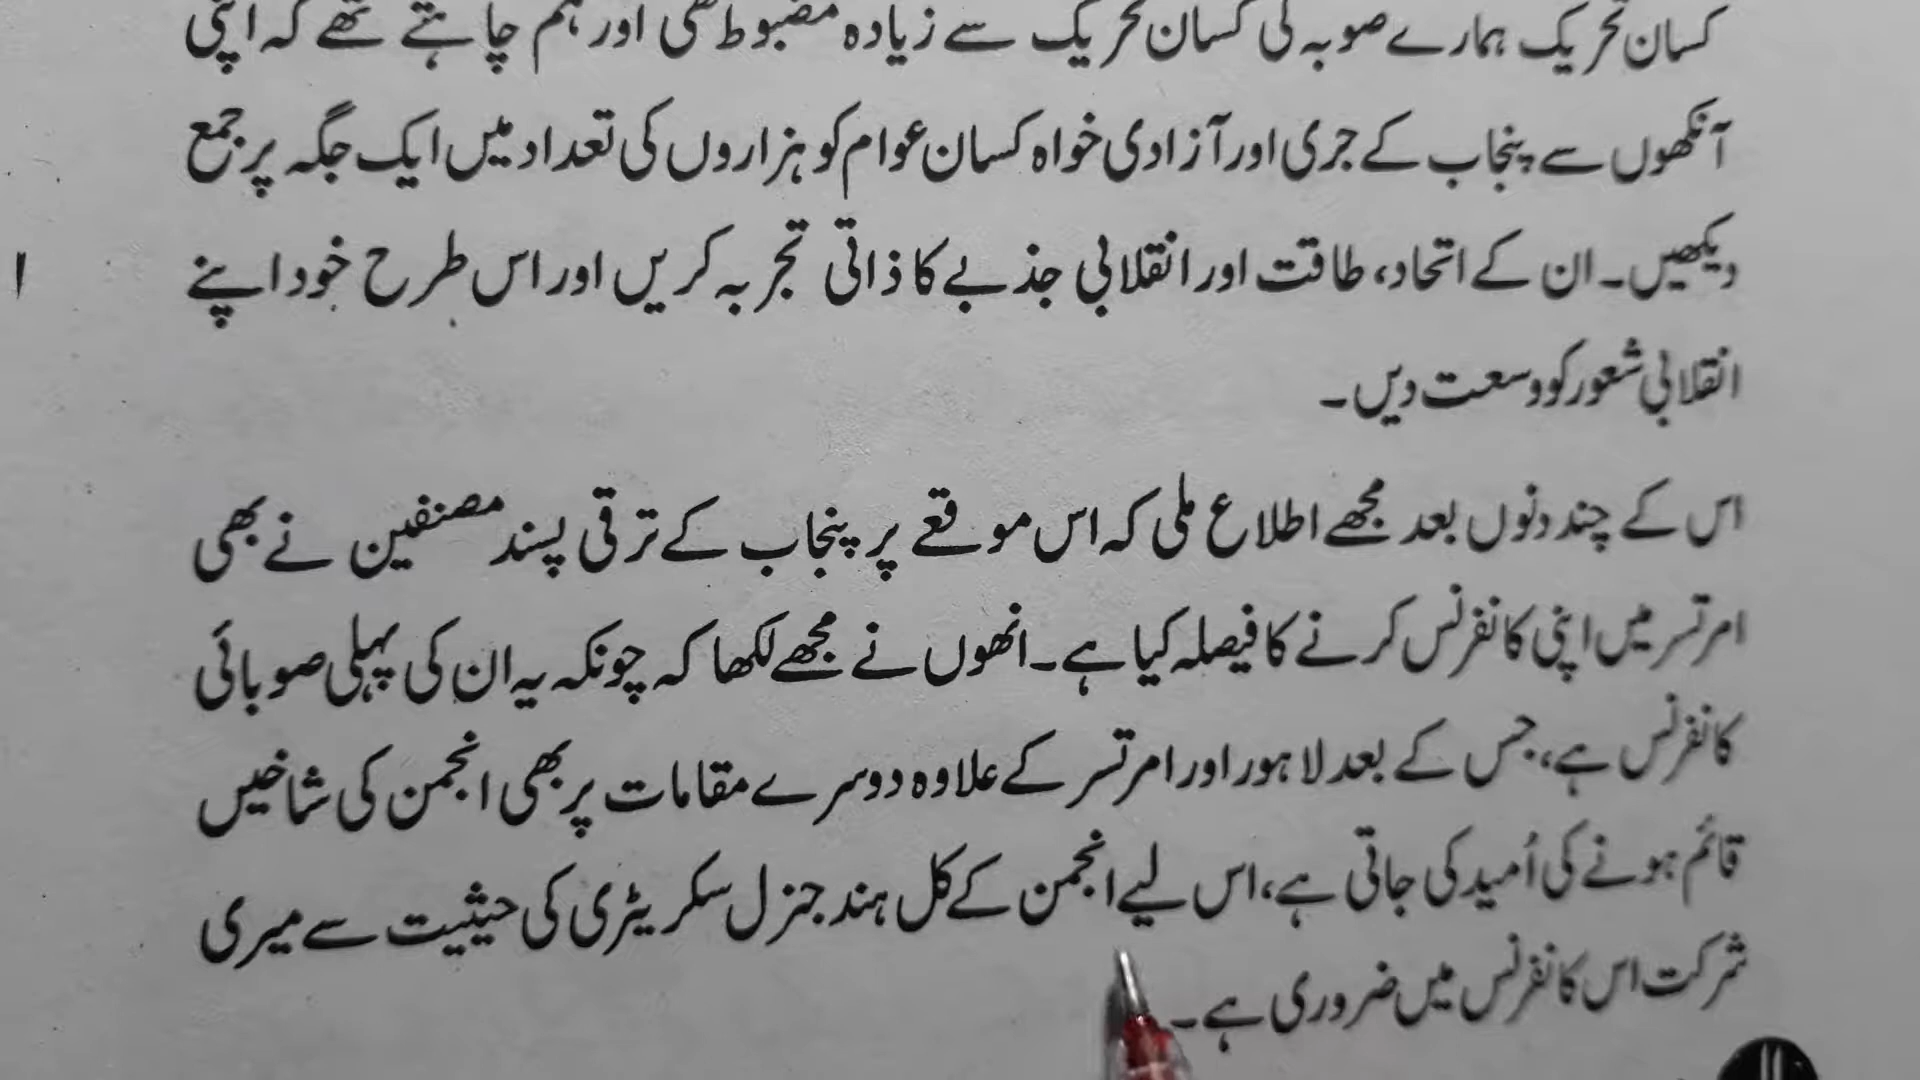 کسان تحریک ہمارے صوبہ کی کسان تحریک سے زیادہ مضبوط تھی اور ہم چاہتے تھے کہ اپنی
آنکھوں سے پنجاب کے جری اور آزادی خواہ کسان عوام کو ہزاروں کی تعداد میں ایک جگہ پر جمع
دیکھیں۔ ان کے اتحاد، طاقت اور انقلابی جذبے کا ذاتی تجربہ کریں اور اس طرح خود اپنے
انقلابی شعور کو وسعت دیں۔
اس کے چند دنوں بعد مجھے اطلاع ملی کہ اس موقعے پر پنجاب کے ترقی پسند مصنفین نے بھی
امرتسر میں اپنی کانفرنس کرنے کا فیصلہ کیا ہے۔ انھوں نے مجھے لکھا کہ چونکہ یہ ان کی پہلی صوبائی
کانفرنس ہے، جس کے بعد لاہور اور امرتسر کے علاوہ دوسرے مقامات پر بھی انجمن کی شاخیں
قائم ہونے کی اُمید کی جاتی ہے، اس لیے انجمن کے کل ہند جنرل سکریٹری کی حیثیت سے میری
شرکت اس کانفرنس میں ضروری ہے۔